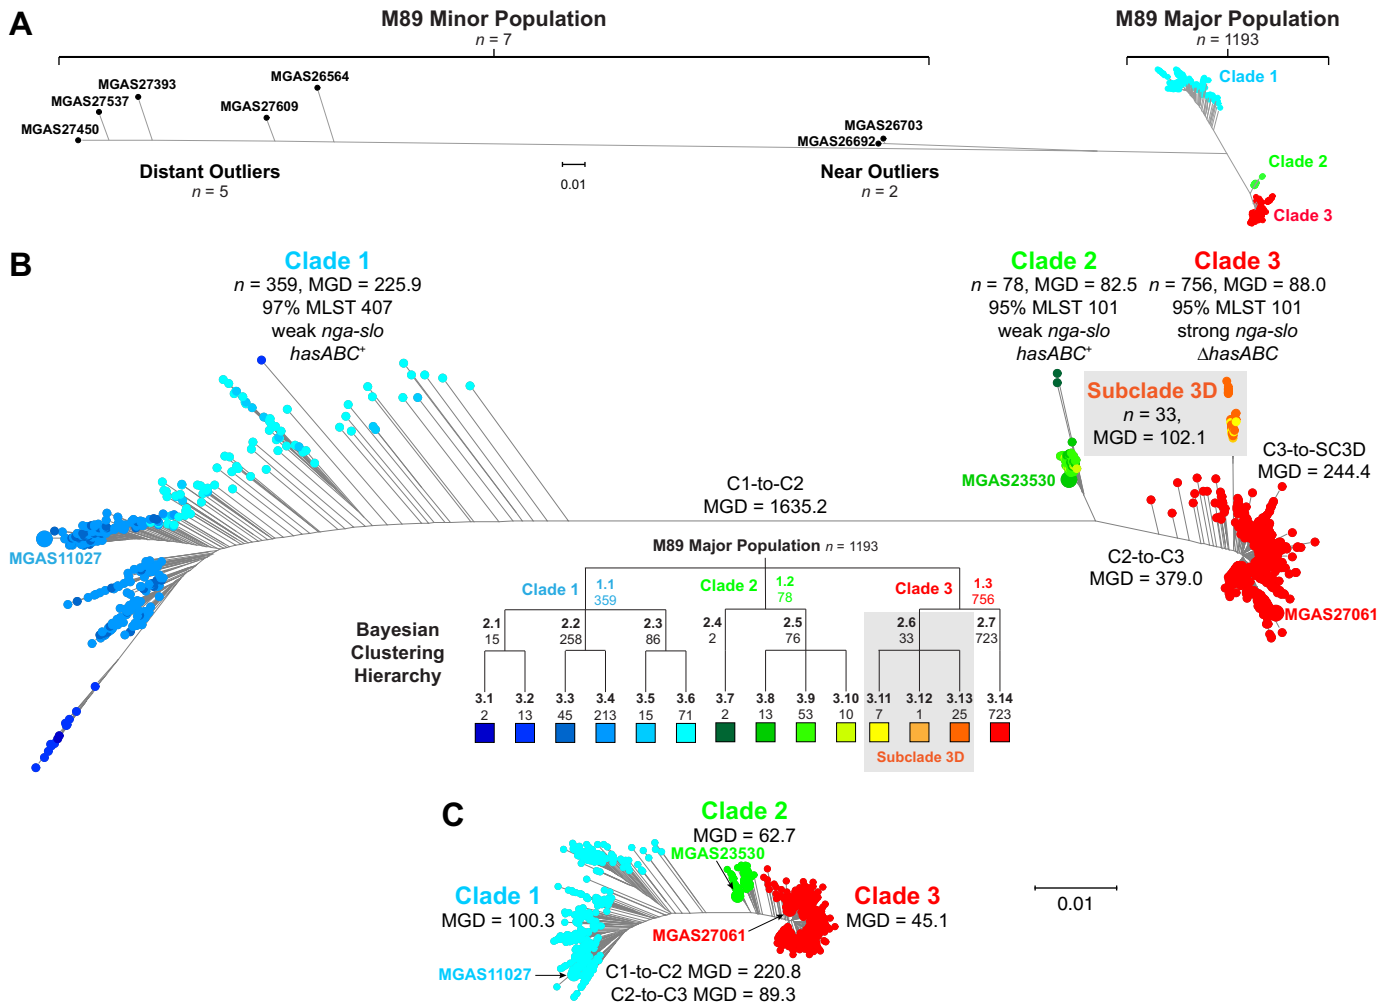 A
M89 Minor Population
n = 7
M89 Major Population
n = 1193
MGAS26564
MGAS27393
MGAS27537
MGAS27609
MGAS27450
MGAS26703
MGAS26692
Clade 1
Clade 2
Clade 3
Distant Outliers
n = 5
0.01
Near Outliers
n = 2
B
Clade 1
n = 359, MGD = 225.9
97% MLST 407
weak nga-slo
hasABC+
Clade 2
n = 78, MGD = 82.5
95% MLST 101
weak nga-slo
hasABC+
Clade 3
n = 756, MGD = 88.0
95% MLST 101
strong nga-slo
ΔhasABC
Subclade 3D
n = 33,
MGD = 102.1
C3-to-SC3D
MGD = 244.4
MGAS23530
C1-to-C2
MGD = 1635.2
MGAS11027
C2-to-C3
MGD = 379.0
MGAS27061
M89 Major Population n = 1193
Clade 1 1.1 359
Clade 2 1.2 78
Clade 3 1.3 756
Bayesian
Clustering
Hierarchy
2.1 2.2 2.3 2.4 2.5 2.6 2.7
15 258 86 2 76 33 723
3.1 3.2 3.3 3.4 3.5 3.6 3.7 3.8 3.9 3.10 3.11 3.12 3.13 3.14
2 13 45 213 15 71 2 13 53 10 7 1 25 723
Subclade 3D
C
Clade 2
MGD = 62.7
MGAS23530
Clade 1
MGD = 100.3
Clade 3
MGD = 45.1
0.01
MGAS27061
MGAS11027
C1-to-C2 MGD = 220.8
C2-to-C3 MGD = 89.3